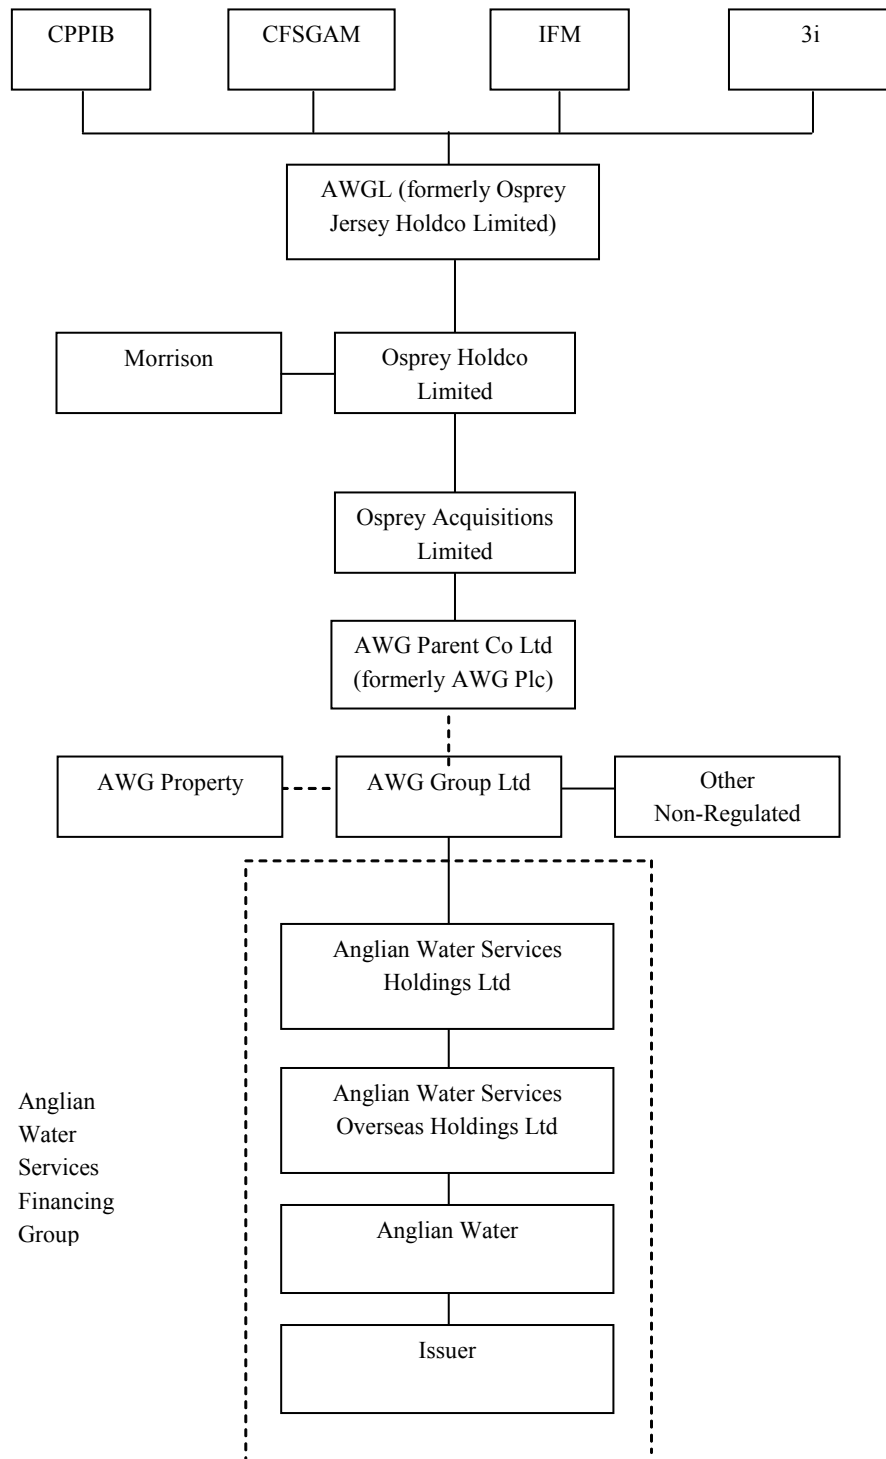 CPPIB
CFSGAM
IFM
3i
AWGL (formerly Osprey
Jersey Holdco Limited)
Morrison
Osprey Holdco
Limited
Osprey Acquisitions
Limited
AWG Parent Co Ltd
(formerly AWG Plc)
AWG Property
AWG Group Ltd
Other
Non-Regulated
Anglian Water Services
Holdings Ltd
Anglian Water Services
Overseas Holdings Ltd
Anglian
Water
Services
Financing
Group
Anglian Water
Issuer